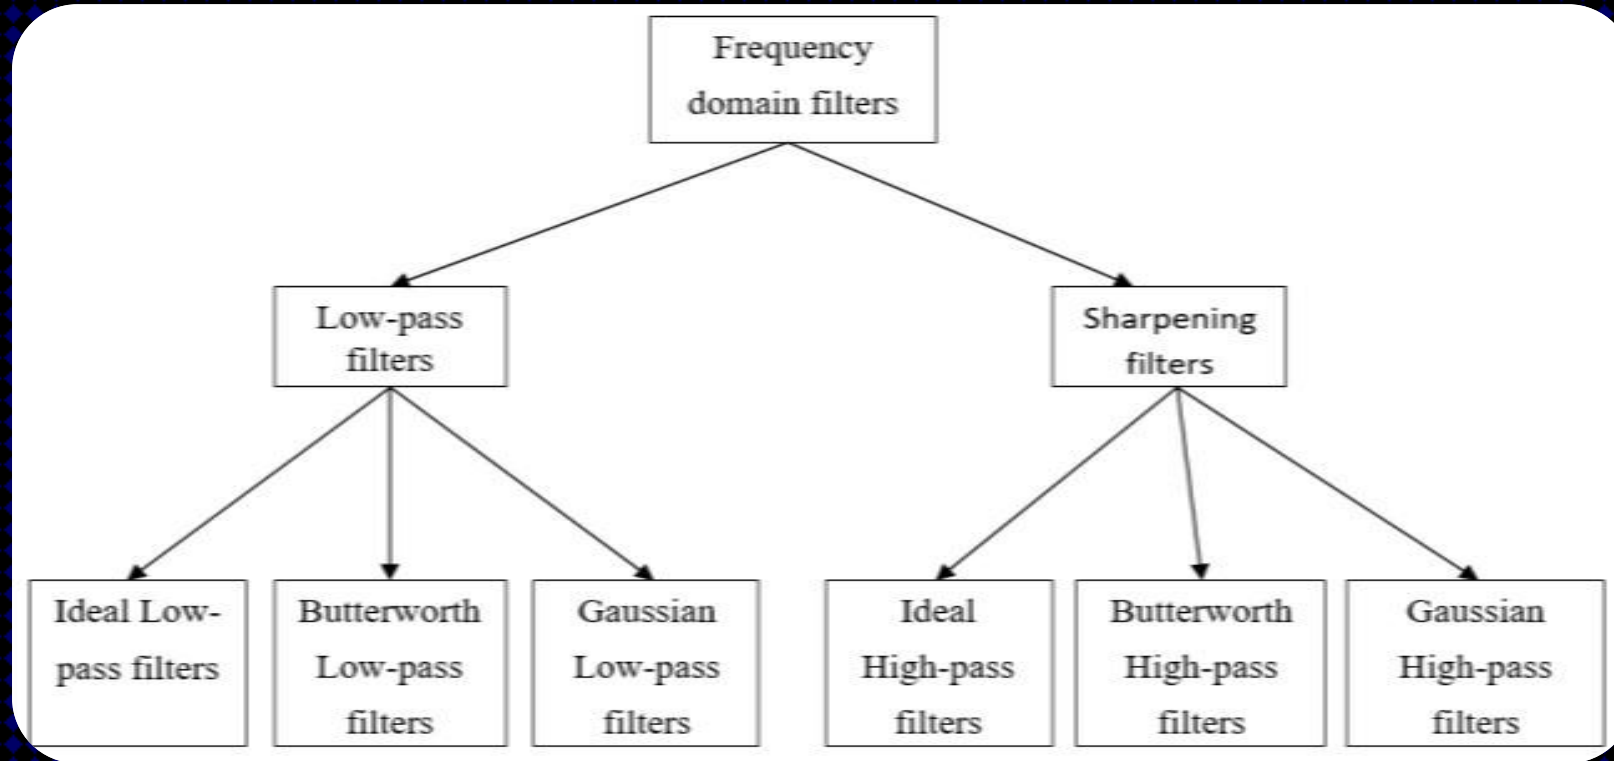 Frequency
domain filters
Low-pass
filters
Sharpening
filters
Ideal Low-
pass filters
Butterworth
Low-pass
filters
Gaussian
Low-pass
filters
Ideal
High-pass
filters
Butterworth
High-pass
filters
Gaussian
High-pass
filters